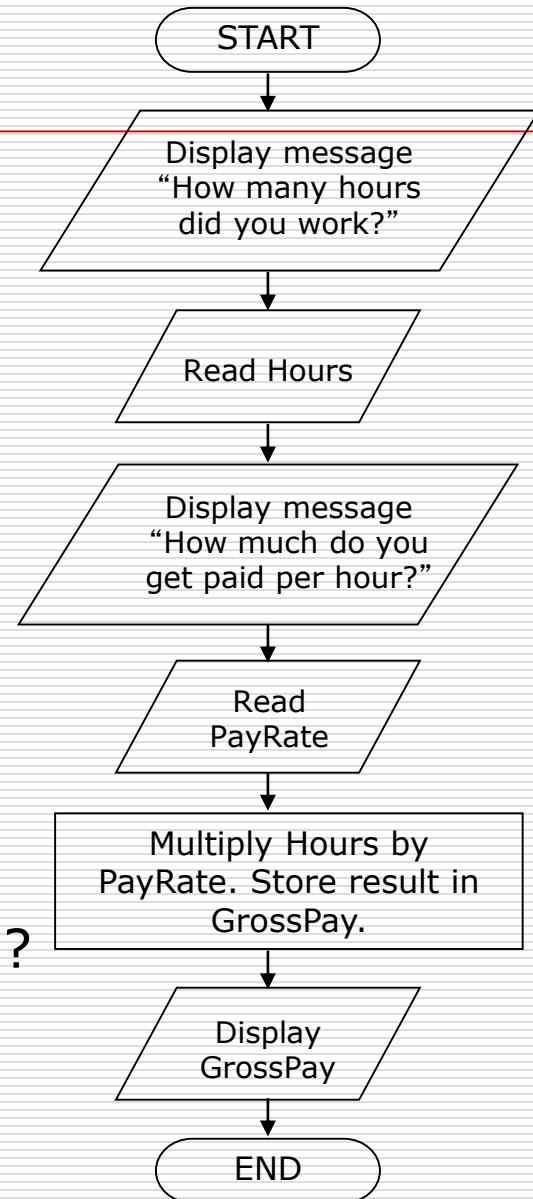 START
Display message
“How many hours
did you work?”
Read Hours
Display message
“How much do you
get paid per hour?”
Read
PayRate
Multiply Hours by
PayRate. Store result in
GrossPay.
?
Display
GrossPay
END